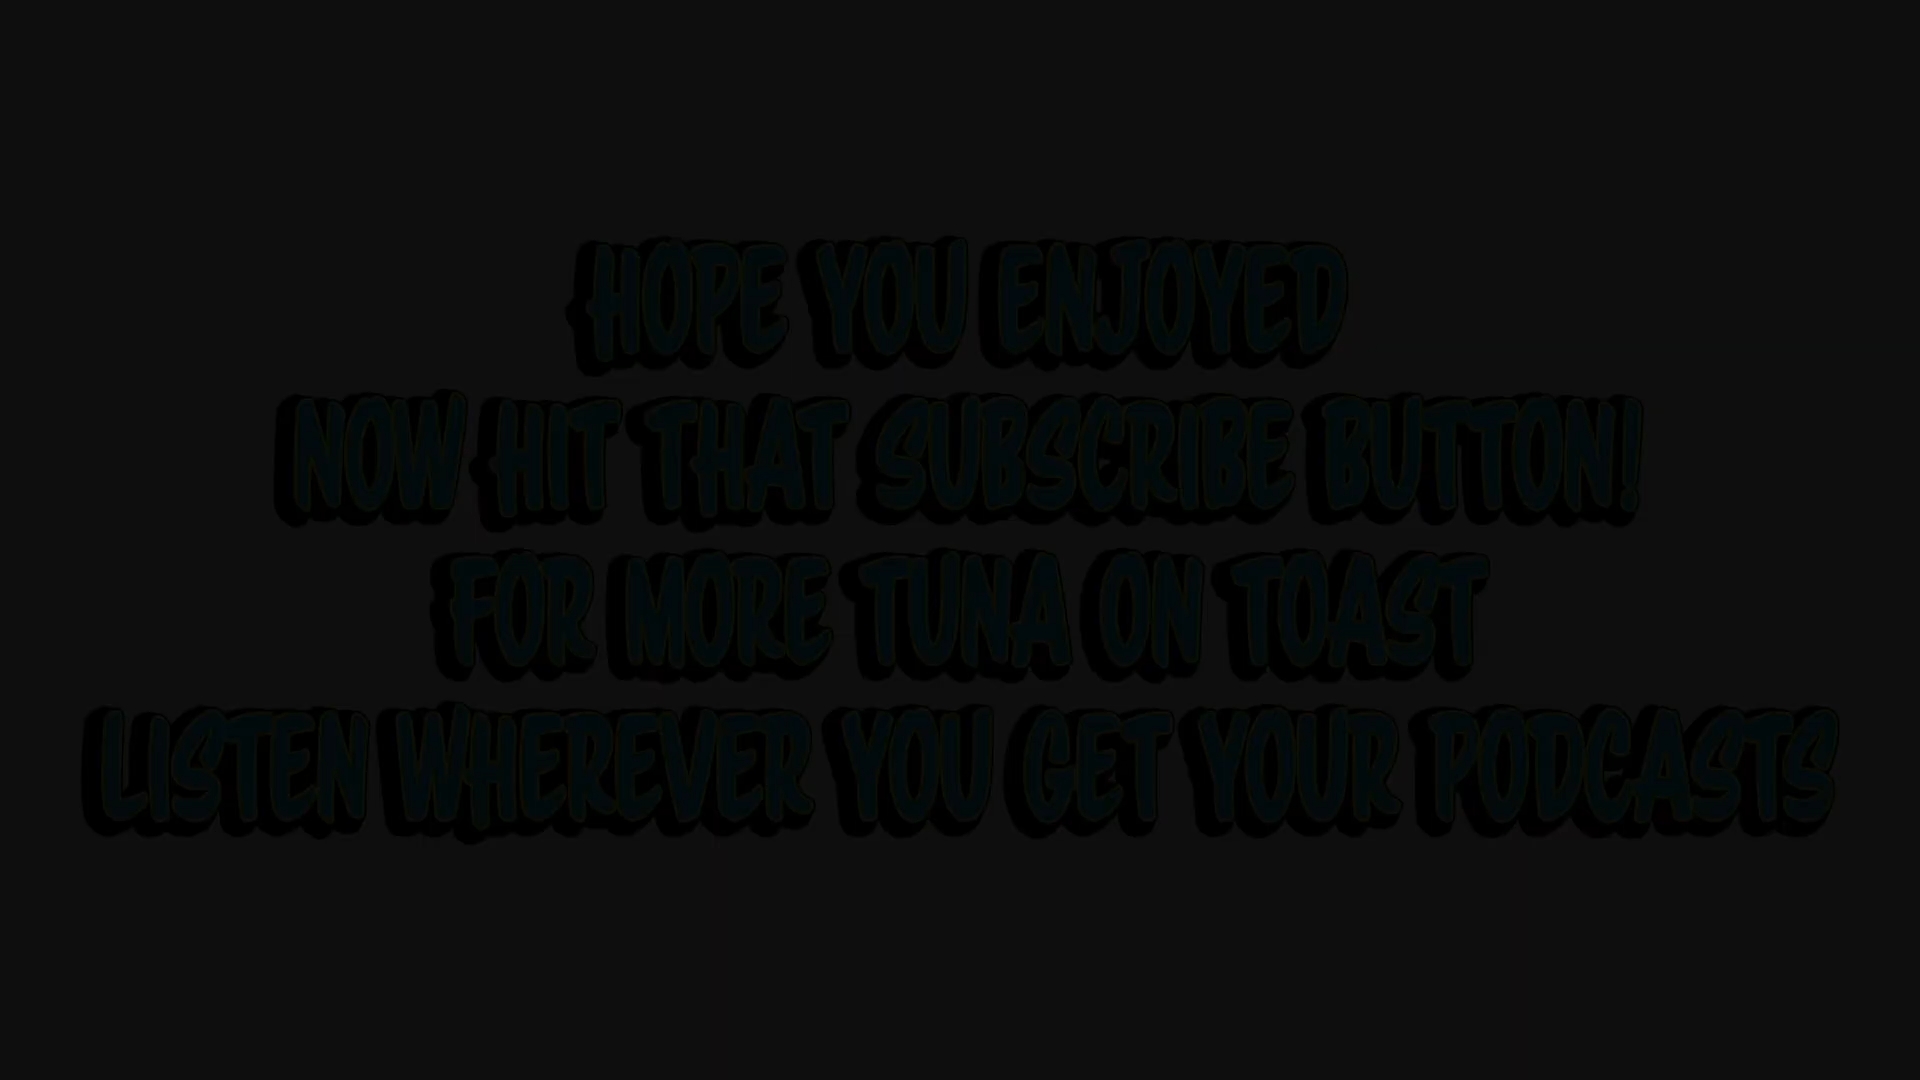 HOPE YOU ENJOYED
NOW HIT THAT SUBSCRIBE BUTTON!
FOR MORE TUNA ON TOAST
LISTEN WHEREVER YOU GET YOUR PODCASTS